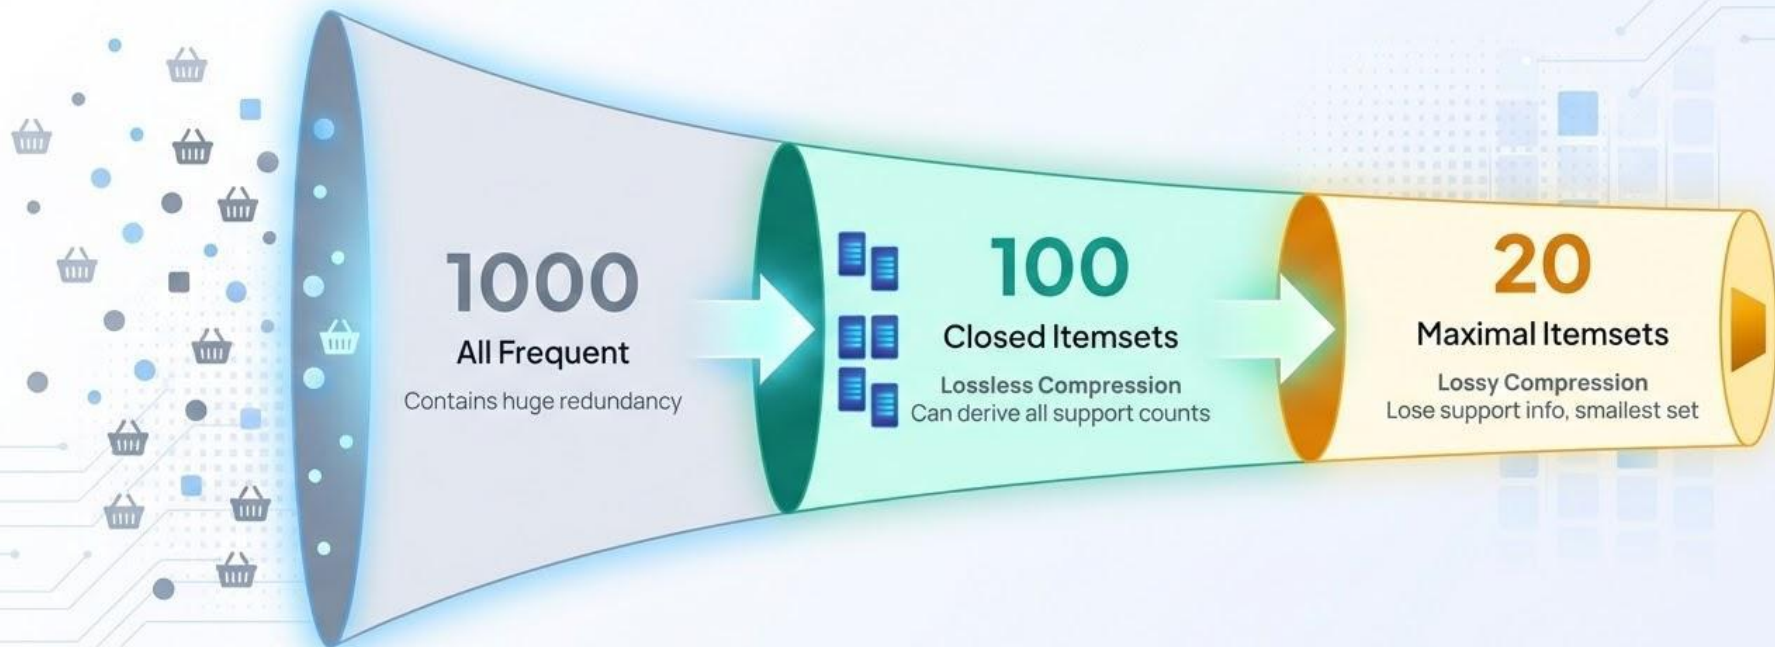 1000
All Frequent
Contains huge redundancy
100
Closed Itemsets
Lossless Compression
Can derive all support counts
20
Maximal Itemsets
Lossy Compression
Lose support info, smallest set